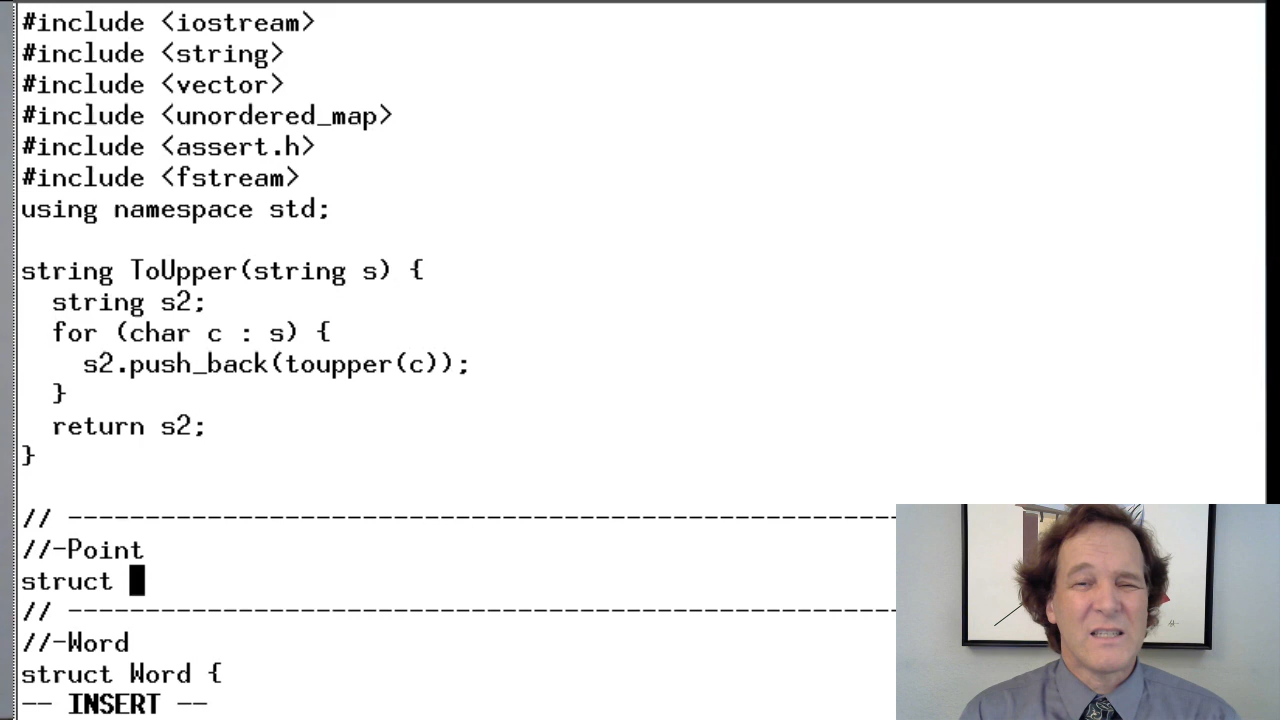 #include <iostream>
#include <string>
#include <vector>
#include <unordered_map>
#include <assert.h>
#include <fstream>
using namespace std;
string ToUpper(string s) {
  string s2;
  for (char c : s) {
    s2.push_back(toupper(c));
  }
  return s2;
}
// ------------------------------------------------------
//-Point
struct
// ------------------------------------------------------
//-Word
struct Word {
-- INSERT --